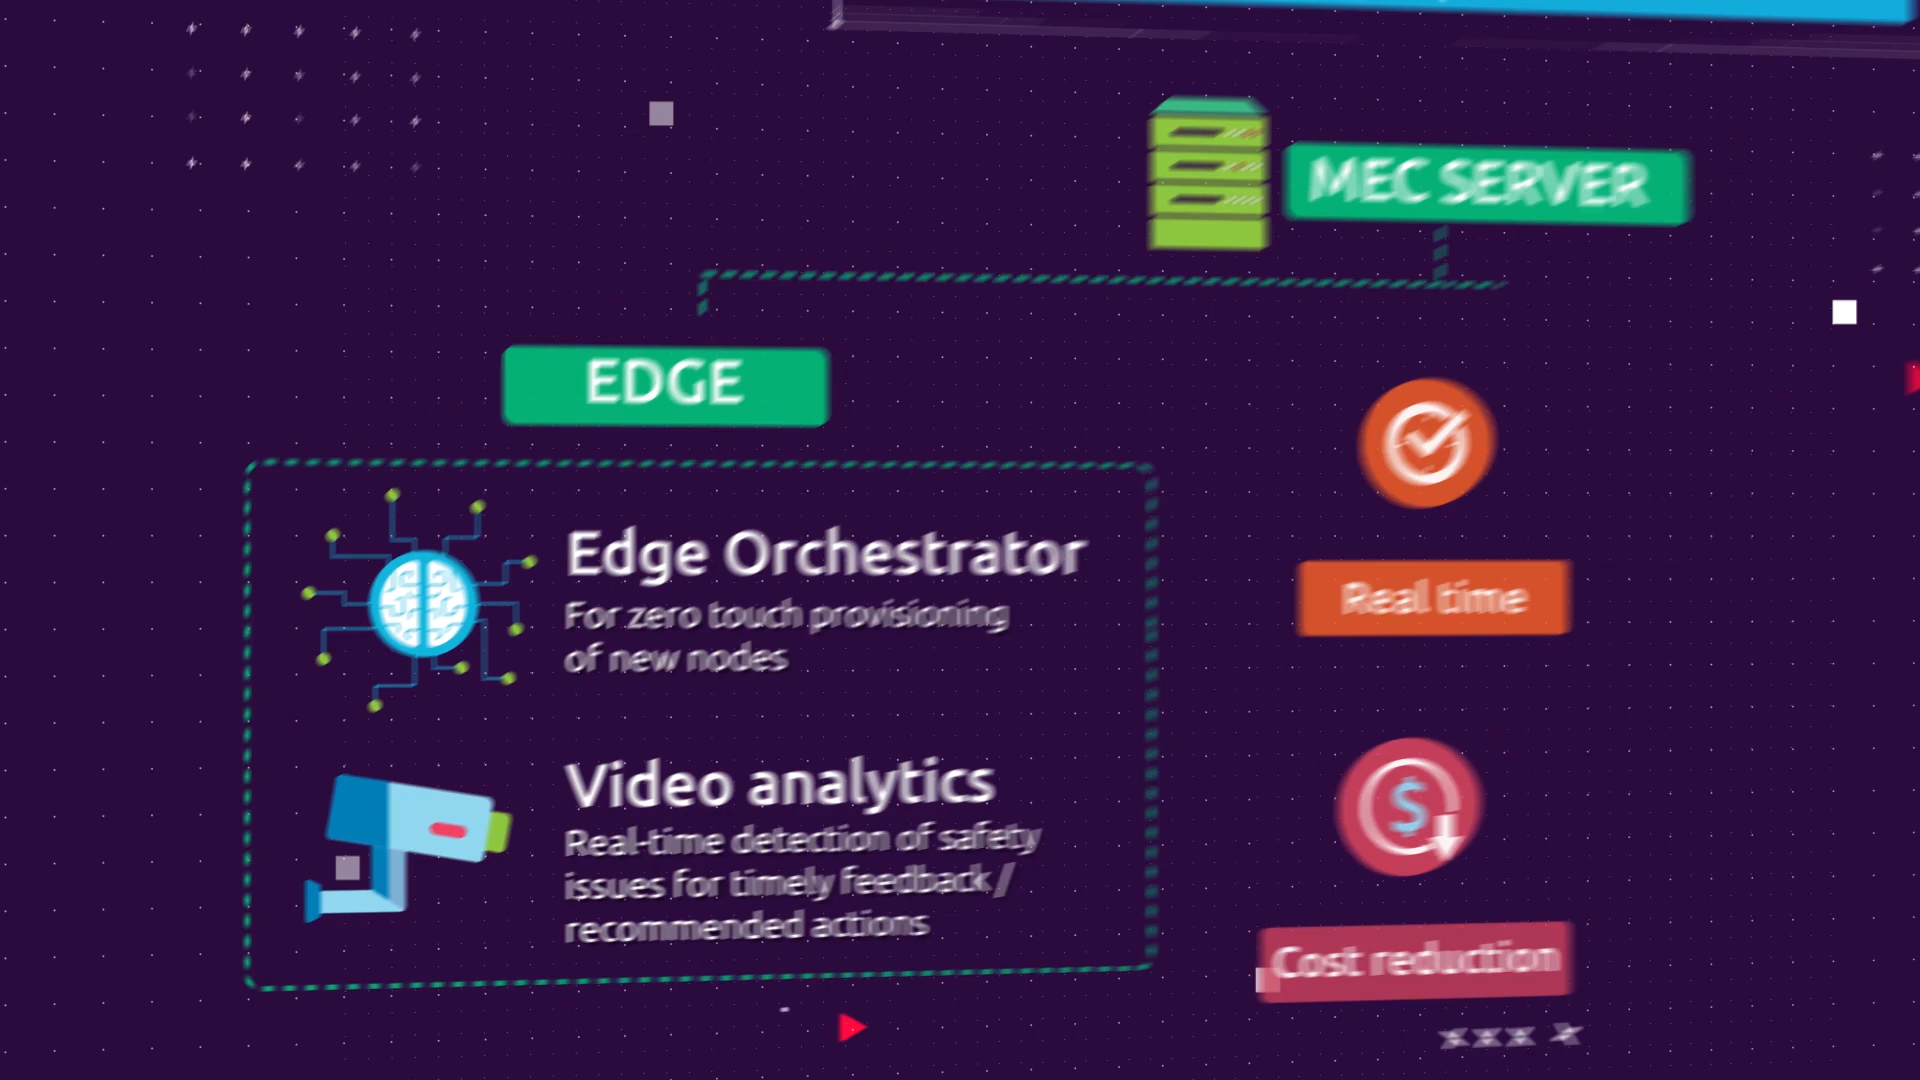 MEC SERVER
EDGE
Edge Orchestrator
For zero touch provisioning
of new nodes
Video analytics
Real-time detection of safety
issues for timely feedback/
recommended actions
Real time
$
Cost reduction